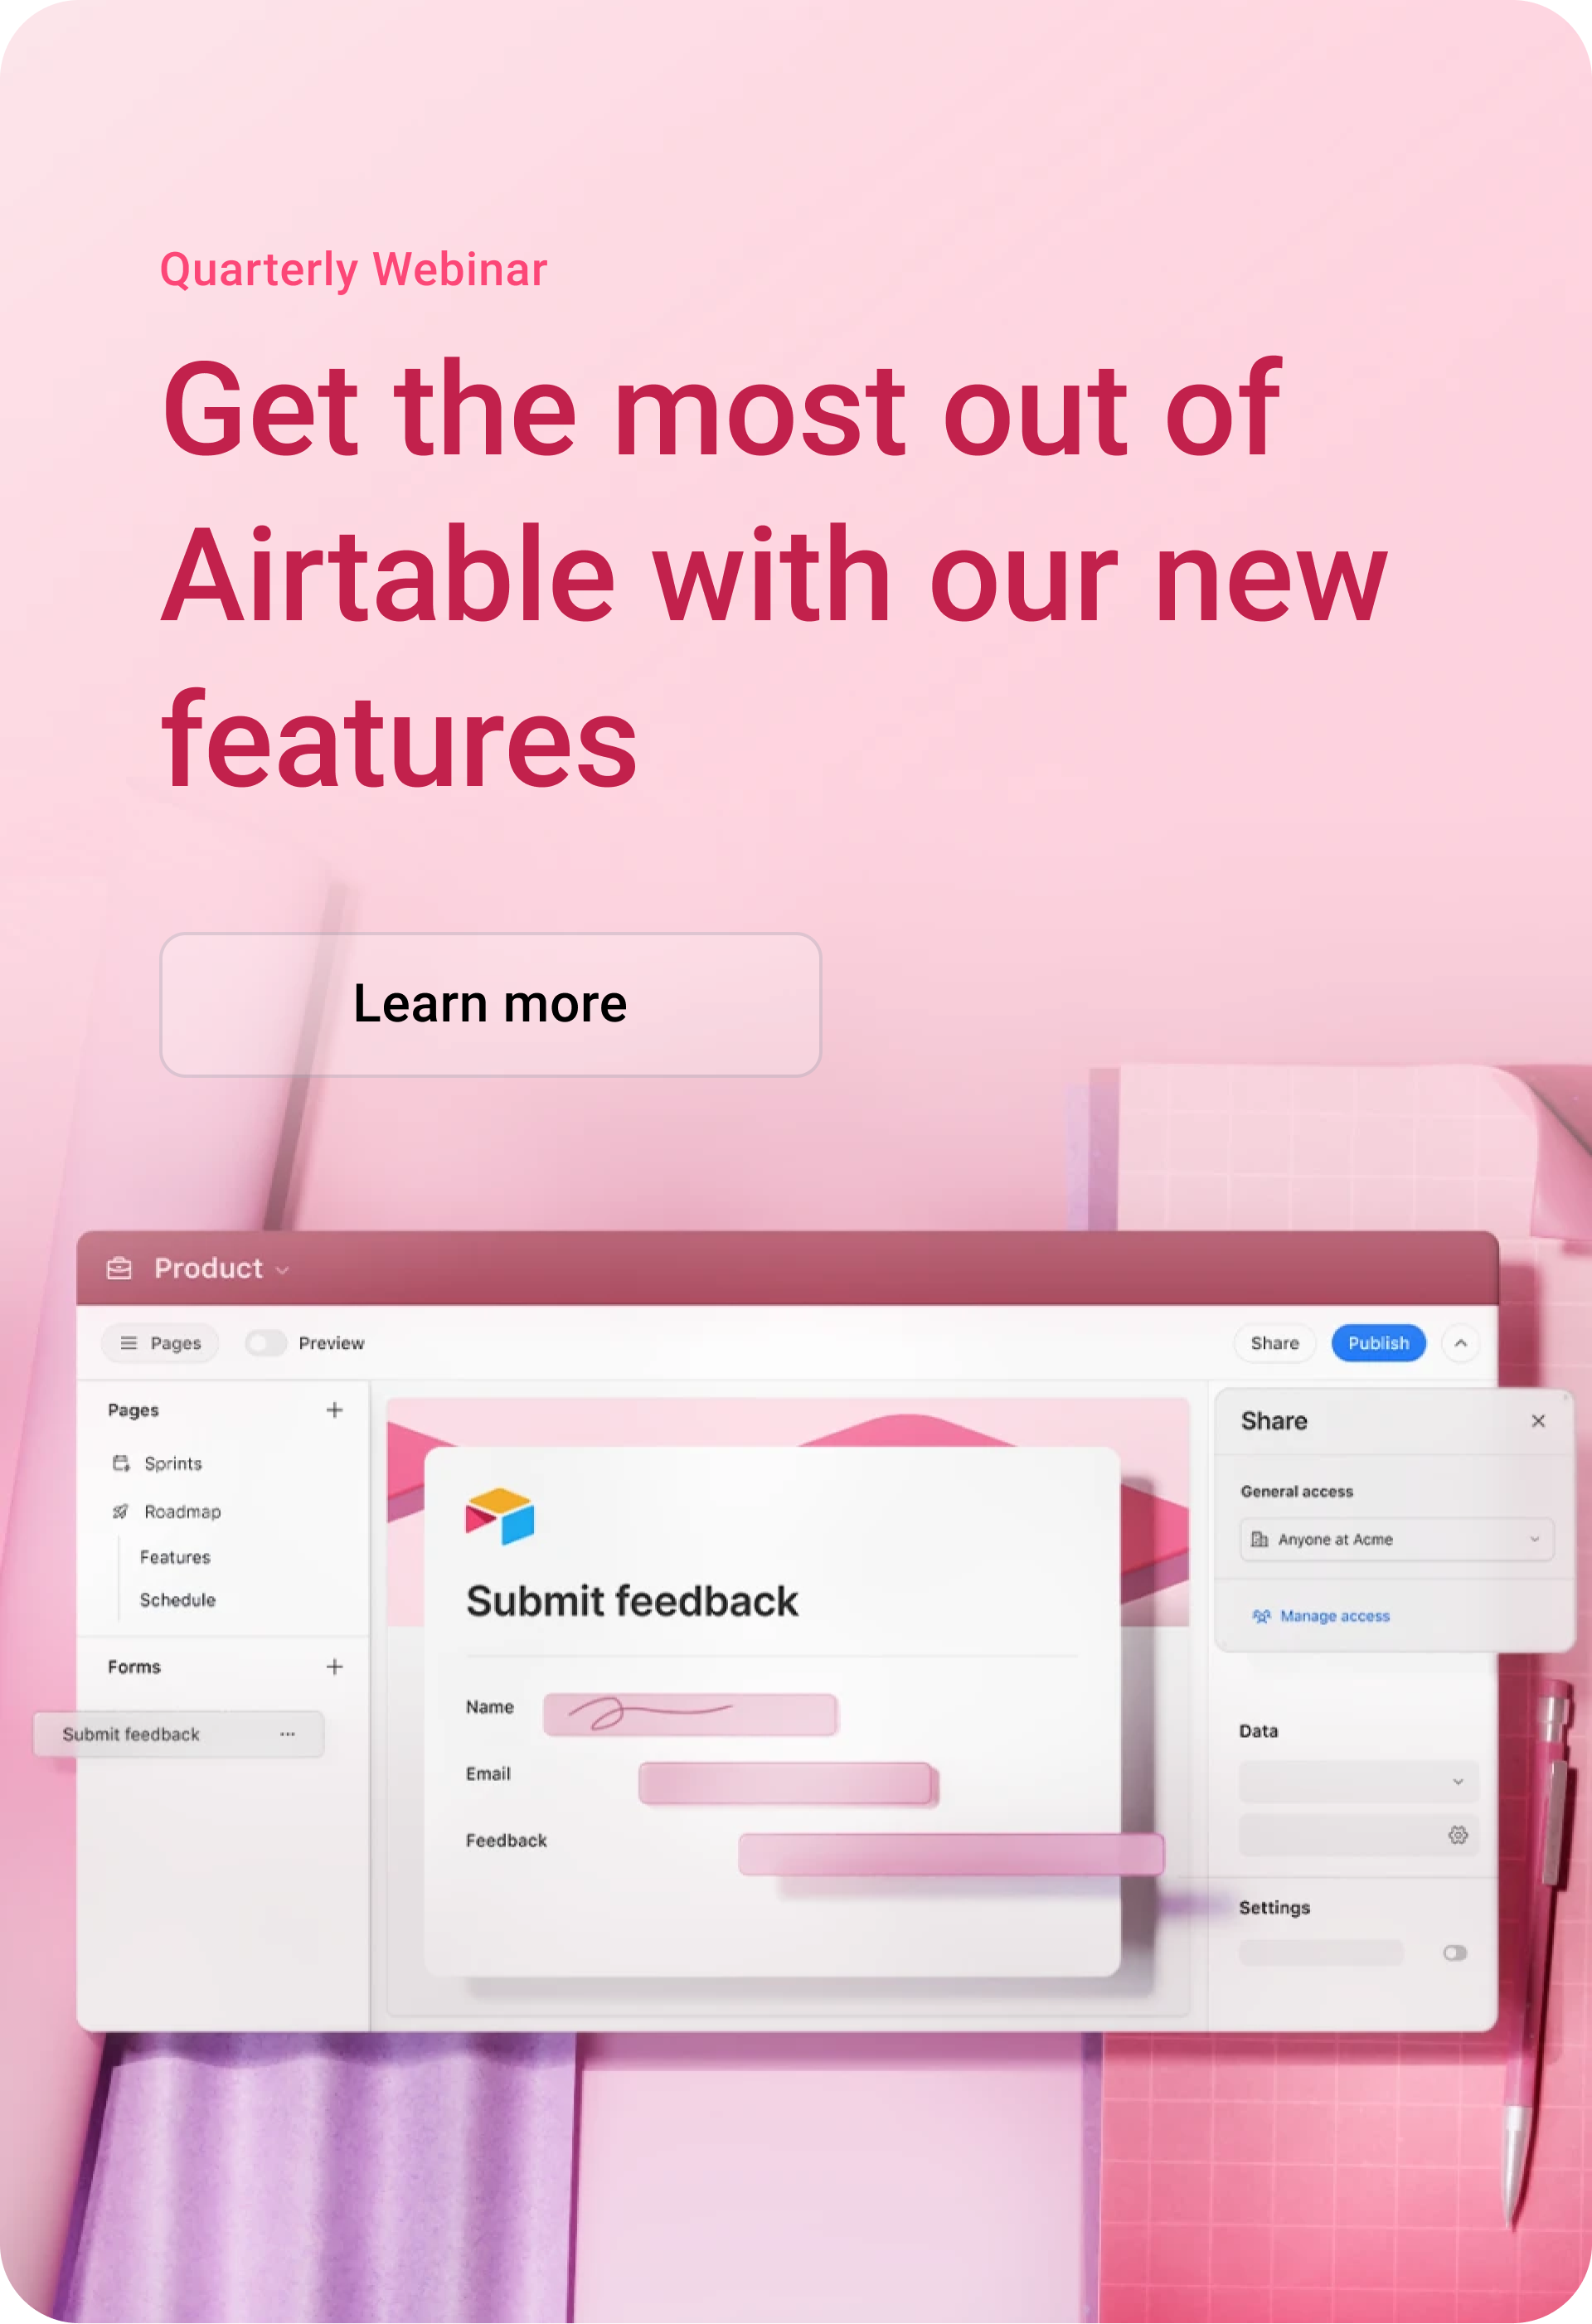 Quarterly Webinar
Get the most out of
Airtable with our new
features
Learn more
Product
Pages
Preview
Share
Publish
Pages
Sprints
Roadmap
Features
Schedule
Forms
Submit feedback
Submit feedback
Name
Email
Feedback
Share
General access
Anyone at Acme
Manage access
Data
Settings